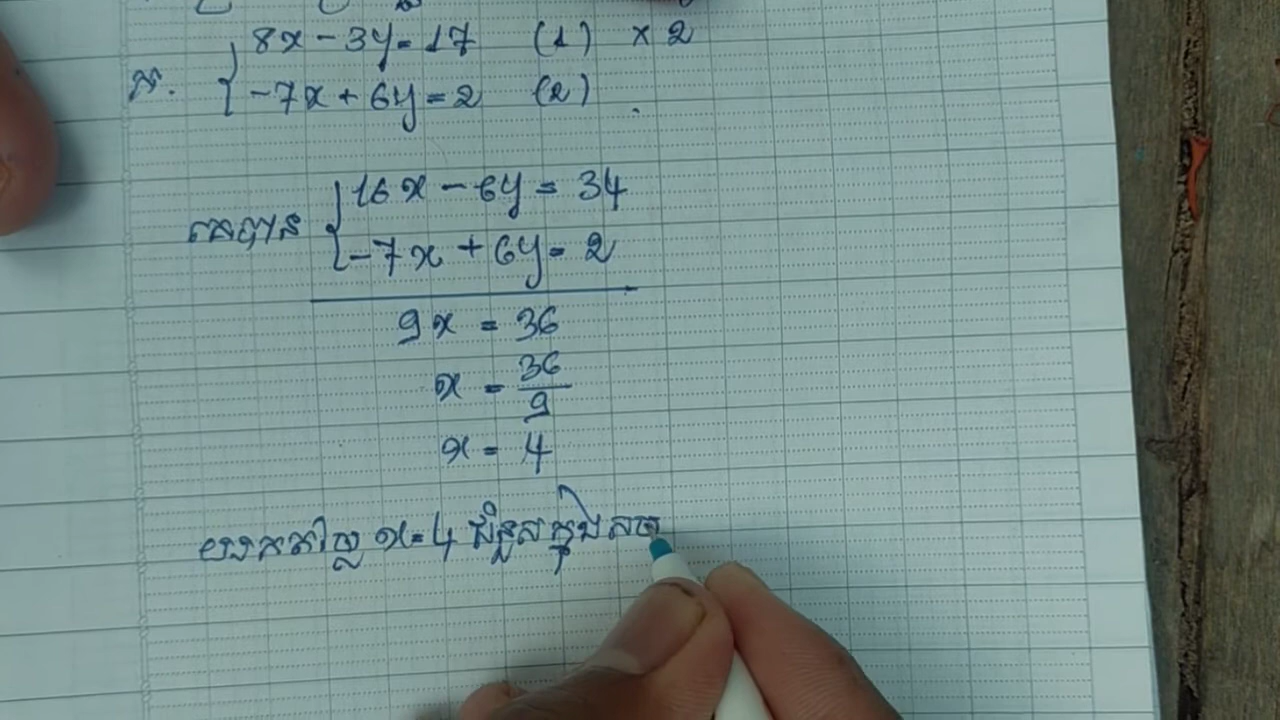 8x - 3y = 17 (1) × 2
-7x + 6y = 2 (2)
គេបាន
16x - 6y = 34
-7x + 6y = 2
9x = 36
x = 36/9
x = 4
យកតម្លៃ x = 4 ជំនួសក្នុង